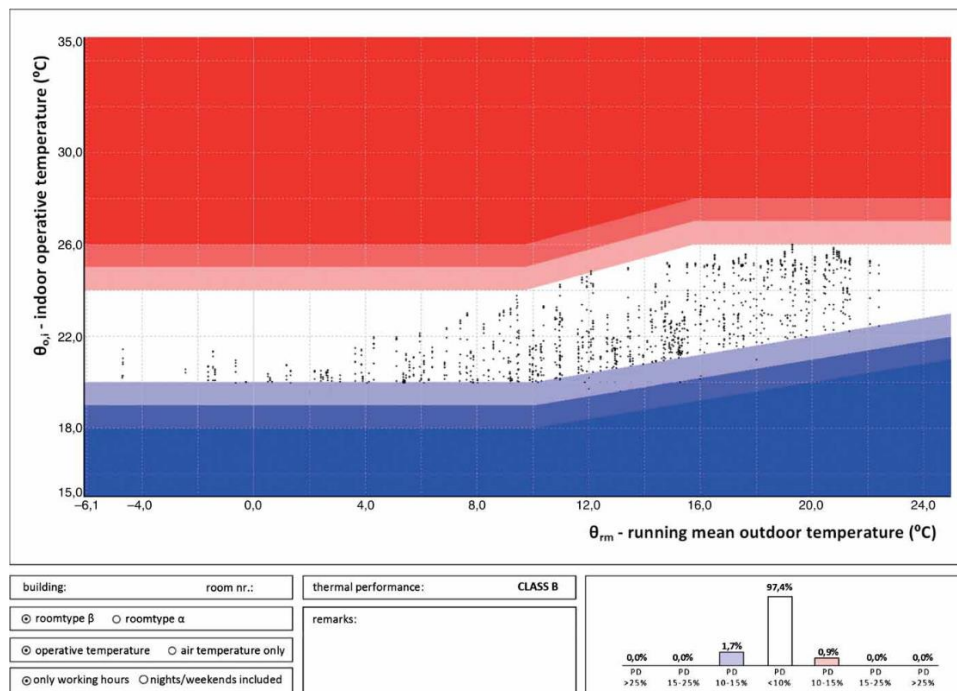 35,0
30,0
26,0
22,0
18,0
15,0
θo,i - indoor operative temperature (°C)
–6,1 –4,0 0,0 4,0 8,0 12,0 16,0 20,0 24,0
θrm - running mean outdoor temperature (°C)
building: room nr.:
roomtype β roomtype α
operative temperature air temperature only
only working hours nights/weekends included
thermal performance: CLASS B
remarks:
97,4%
0,0% 0,0% 1,7% 0,9% 0,0% 0,0%
PD PD PD PD PD PD PD
>25% 15-25% 10-15% <10% 10-15% 15-25% >25%